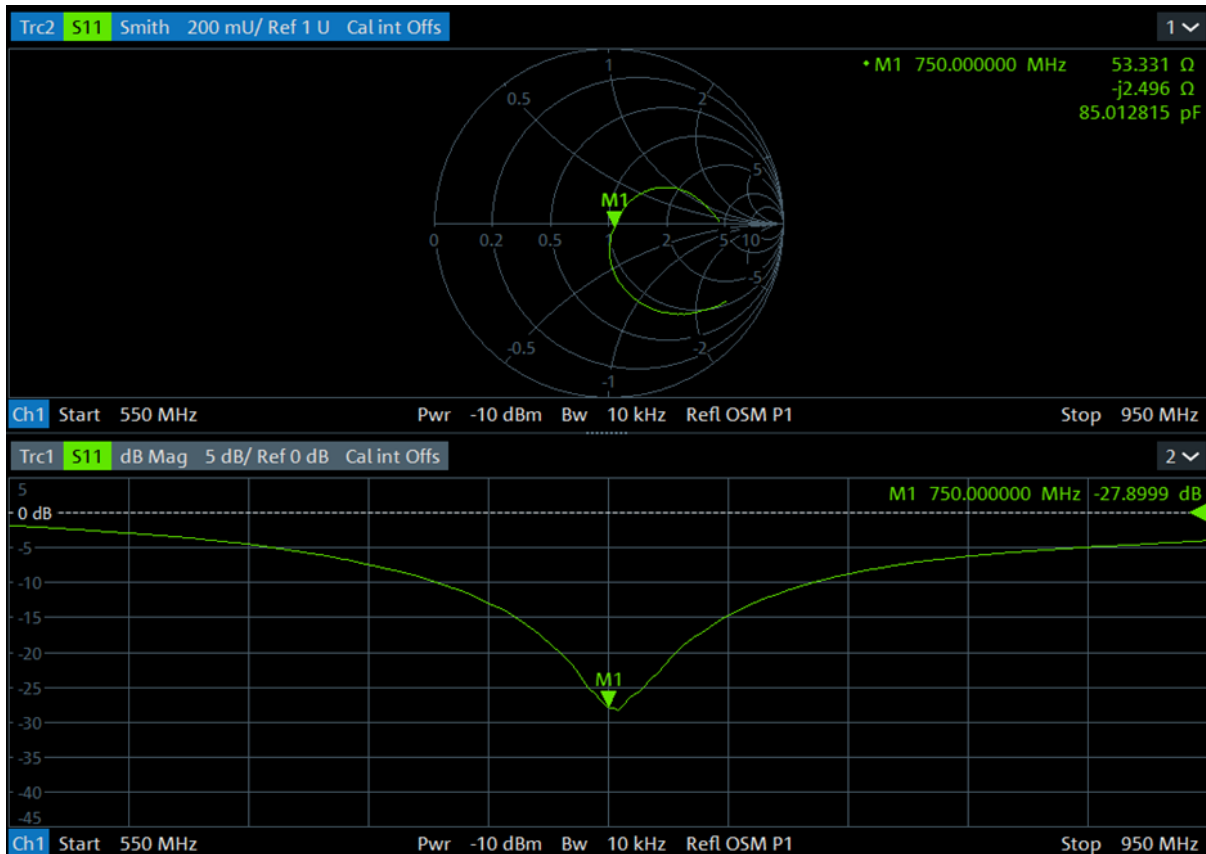 Trc2 S11 Smith 200 mU/ Ref 1 U Cal int Offs 1
• M1 750.000000 MHz 53.331 Ω
-j2.496 Ω
85.012815 pF
1
0.5 2
5
M1
0 0.2 0.5 1 2 5 10
-5
-0.5 -2
-1
Ch1 Start 550 MHz Pwr -10 dBm Bw 10 kHz Refl OSM P1 Stop 950 MHz
Trc1 S11 dB Mag 5 dB/ Ref 0 dB Cal int Offs 2
5 M1 750.000000 MHz -27.8999 dB
0 dB
-5
-10
-15
-20
-25 M1
-30
-35
-40
-45
Ch1 Start 550 MHz Pwr -10 dBm Bw 10 kHz Refl OSM P1 Stop 950 MHz